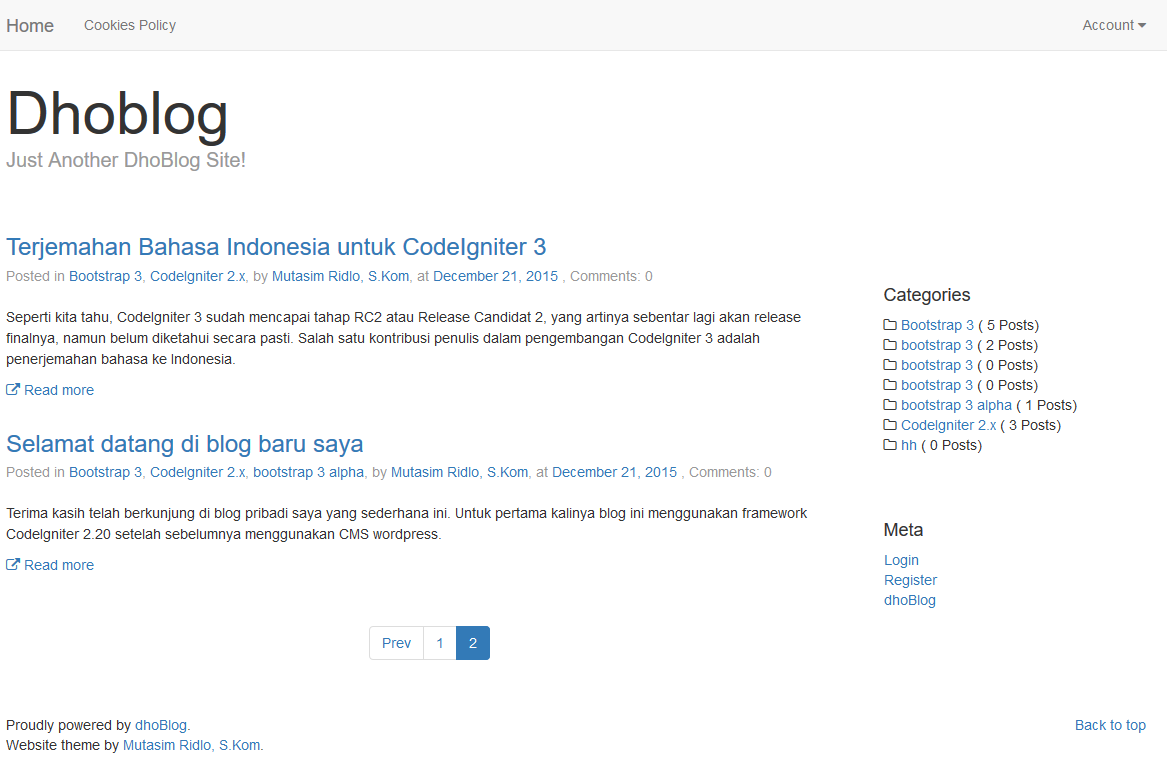 Home Cookies Policy Account
Dhoblog
Just Another DhoBlog Site!
Terjemahan Bahasa Indonesia untuk CodeIgniter 3
Posted in Bootstrap 3, CodeIgniter 2.x, by Mutasim Ridlo, S.Kom, at December 21, 2015 , Comments: 0
Seperti kita tahu, CodeIgniter 3 sudah mencapai tahap RC2 atau Release Candidat 2, yang artinya sebentar lagi akan release
finalnya, namun belum diketahui secara pasti. Salah satu kontribusi penulis dalam pengembangan CodeIgniter 3 adalah
penerjemahan bahasa ke Indonesia.
Read more
Selamat datang di blog baru saya
Posted in Bootstrap 3, CodeIgniter 2.x, bootstrap 3 alpha, by Mutasim Ridlo, S.Kom, at December 21, 2015 , Comments: 0
Terima kasih telah berkunjung di blog pribadi saya yang sederhana ini. Untuk pertama kalinya blog ini menggunakan framework
CodeIgniter 2.20 setelah sebelumnya menggunakan CMS wordpress.
Read more
Prev 1 2
Categories
Bootstrap 3 ( 5 Posts)
bootstrap 3 ( 2 Posts)
bootstrap 3 ( 0 Posts)
bootstrap 3 ( 0 Posts)
bootstrap 3 alpha ( 1 Posts)
CodeIgniter 2.x ( 3 Posts)
hh ( 0 Posts)
Meta
Login
Register
dhoBlog
Proudly powered by dhoBlog.
Website theme by Mutasim Ridlo, S.Kom.
Back to top